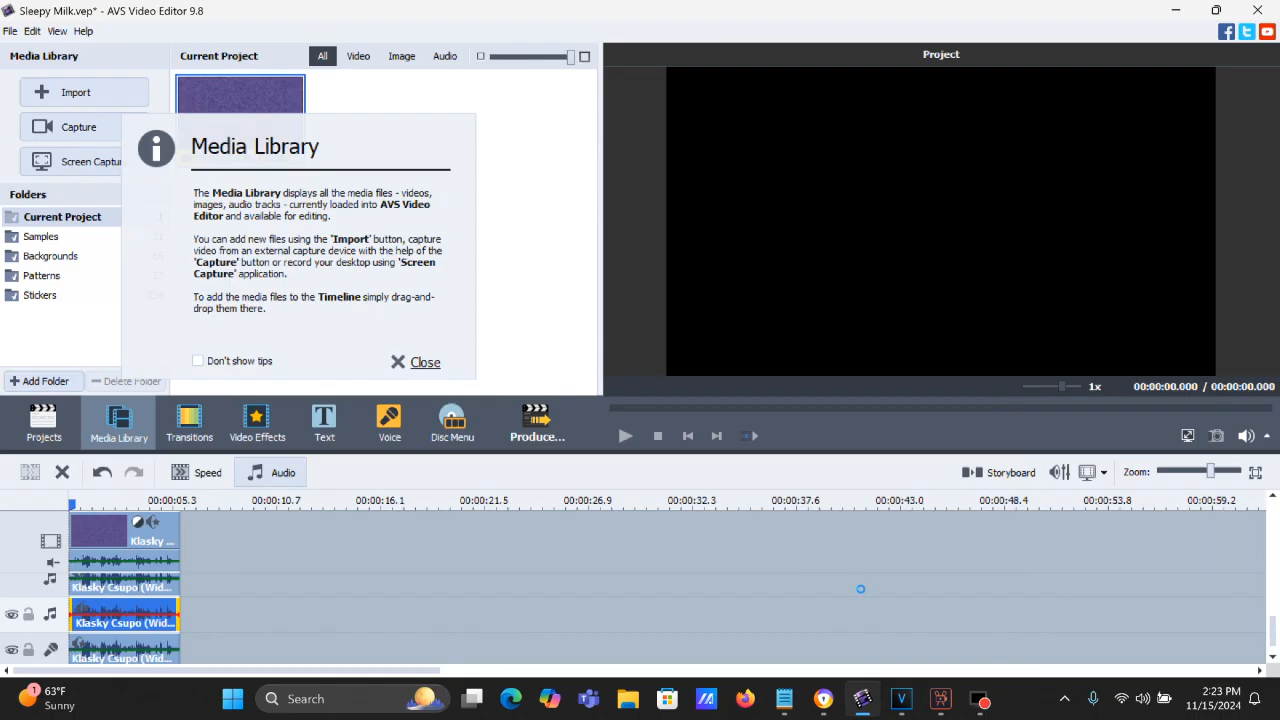 Sleepy Milk.vep* - AVS Video Editor 9.8
File Edit View Help
Media Library
Current Project
All
Video
Image
Audio
Project
Import
Capture
Screen Captu
Folders
Current Project
Samples
Backgrounds
Patterns
Stickers
Add Folder
Delete Folder
Media Library
The Media Library displays all the media files - videos,
images, audio tracks - currently loaded into AVS Video
Editor and available for editing.
You can add new files using the 'Import' button, capture
video from an external capture device with the help of the
'Capture' button or record your desktop using 'Screen
Capture' application.
To add the media files to the Timeline simply drag-and-
drop them there.
Don't show tips
Close
1x
00:00:00.000 / 00:00:00.000
Projects
Media Library
Transitions
Video Effects
Text
Voice
Disc Menu
Produce...
Speed
Audio
Storyboard
Zoom:
00:00:05.3 00:00:10.7 00:00:16.1 00:00:21.5 00:00:26.9 00:00:32.3 00:00:37.6 00:00:43.0 00:00:48.4 00:00:53.8 00:00:59.2
Klasky ...
Klasky Csupo (Wid...
Klasky Csupo (Wid...
Klasky Csupo (Wid...
1
63°F
Sunny
Search
2:23 PM
11/15/2024